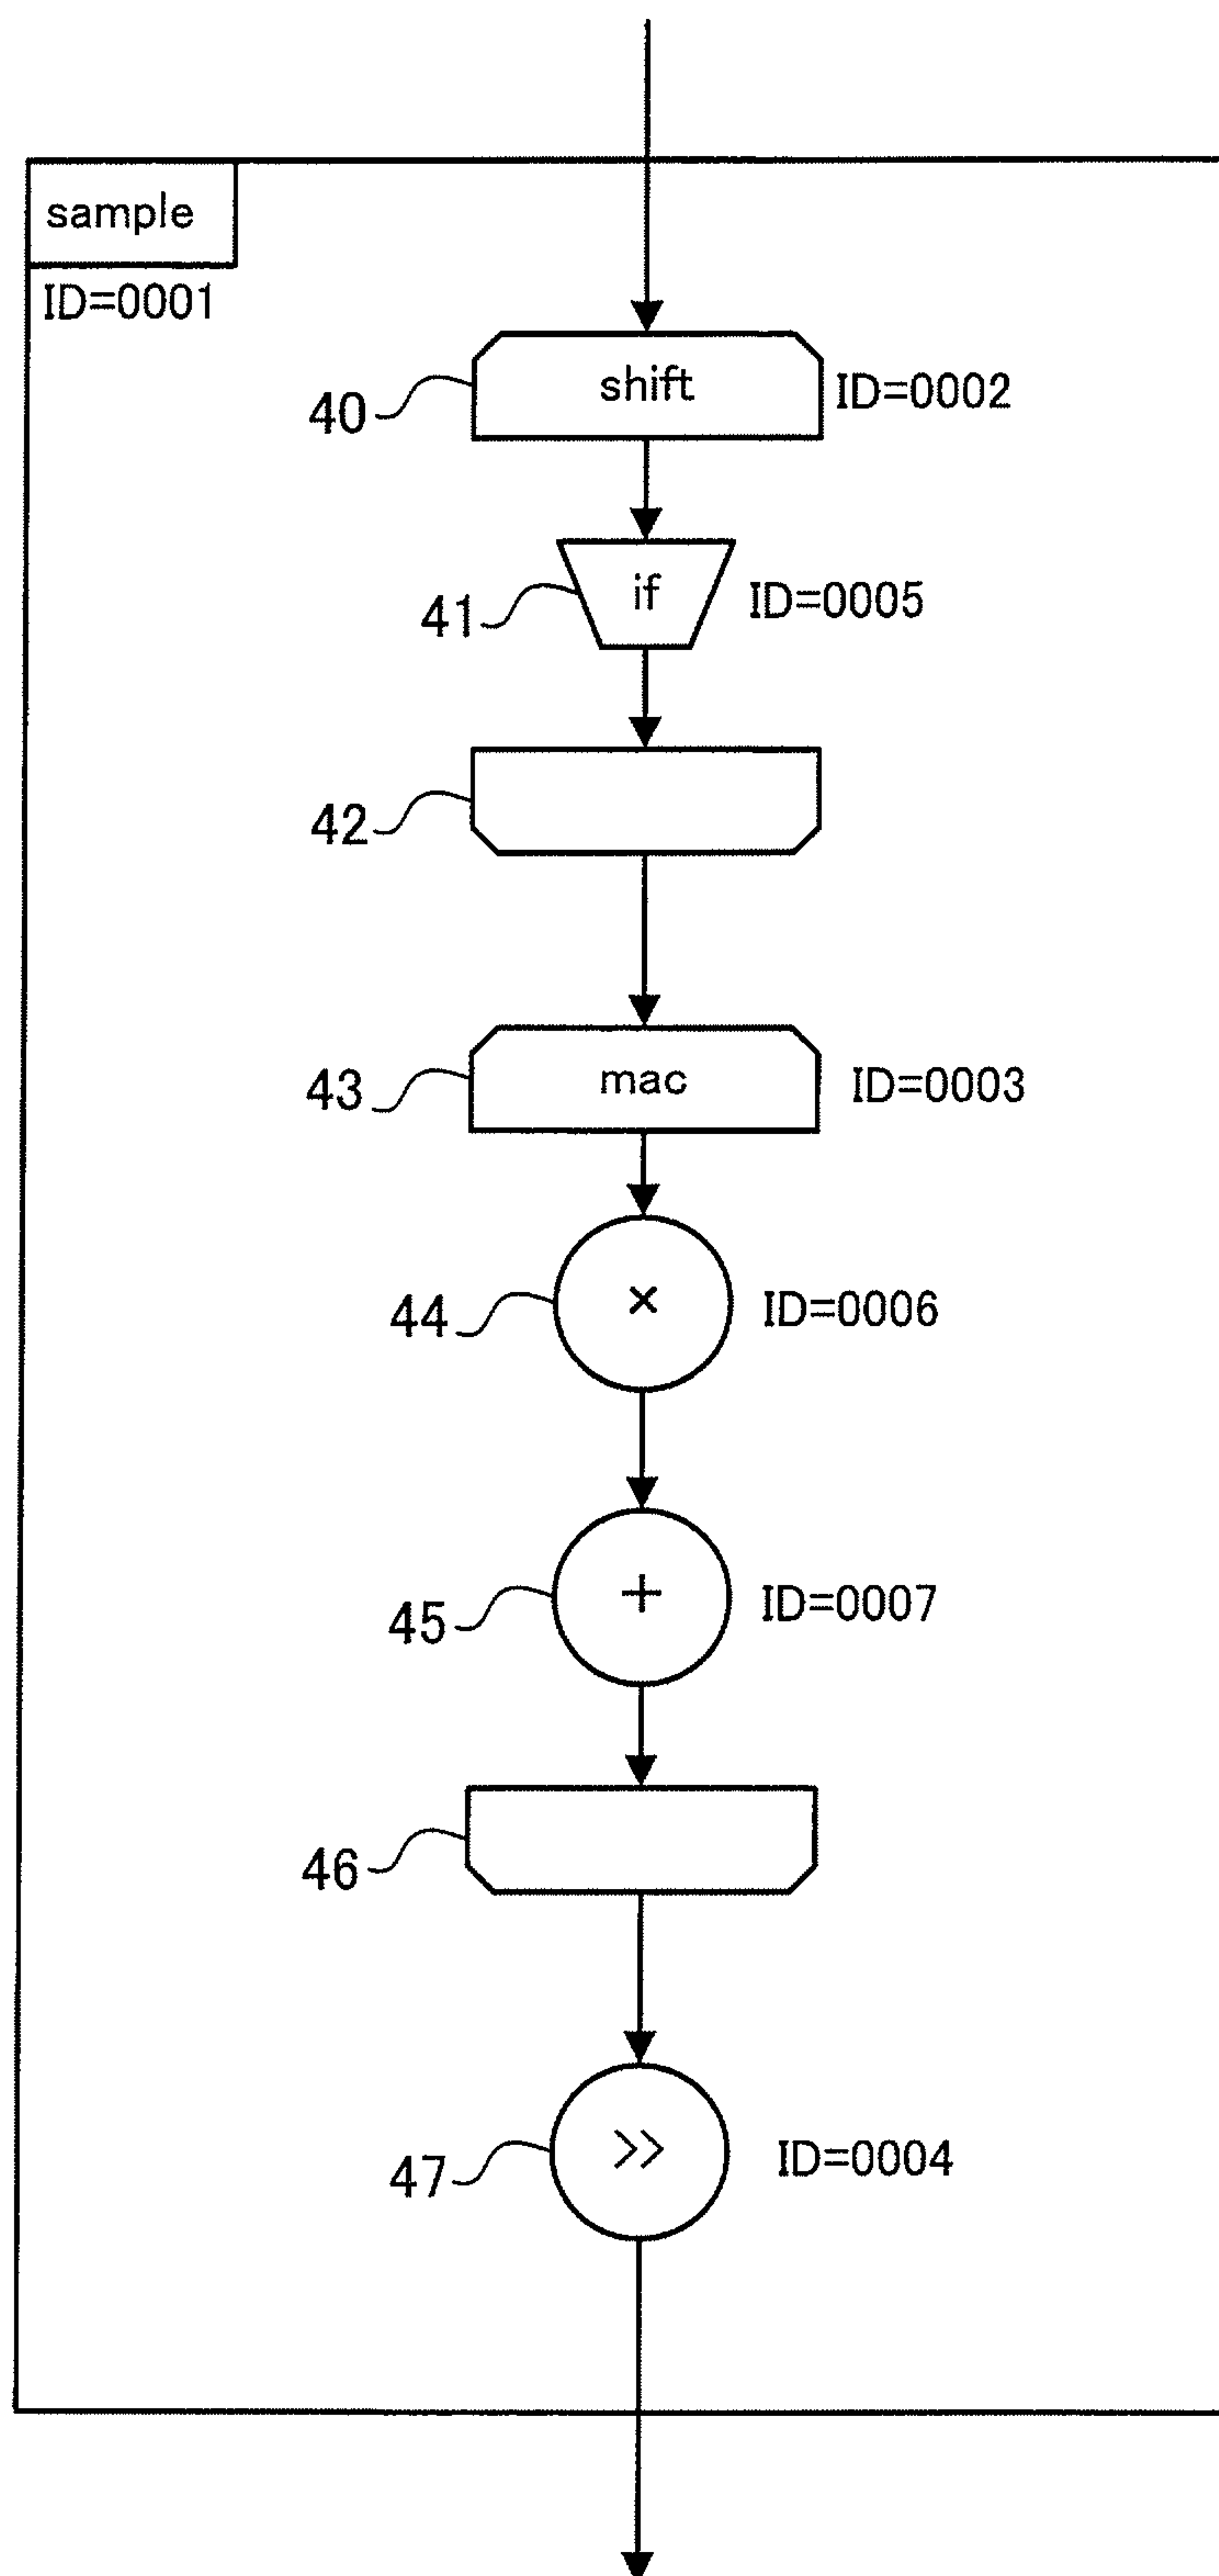 sample
ID=0001
40 shift ID=0002
41 if ID=0005
42
43 mac ID=0003
44 × ID=0006
45 + ID=0007
46
47 >> ID=0004